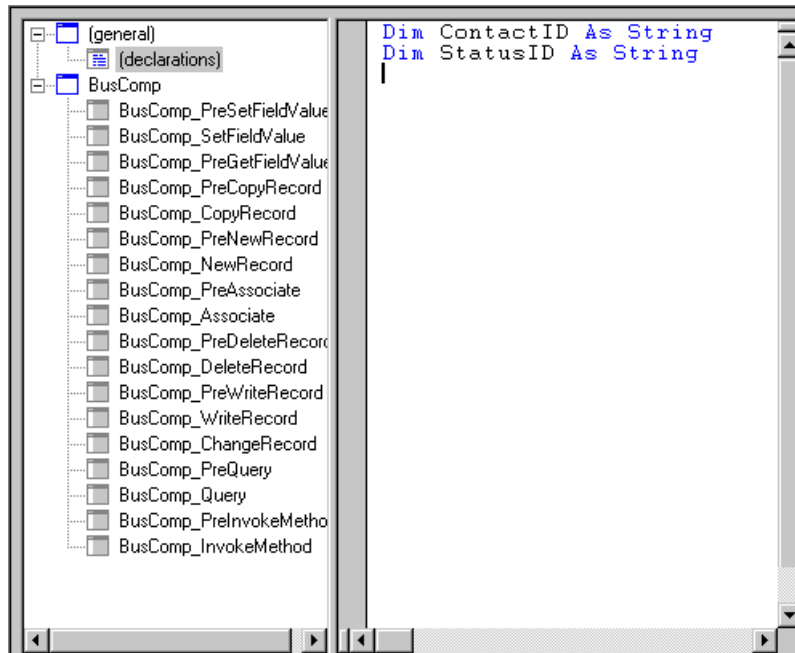 (general)
(declarations)
BusComp
BusComp_PreSetFieldValue
BusComp_SetFieldValue
BusComp_PreGetFieldValue
BusComp_PreCopyRecord
BusComp_CopyRecord
BusComp_PreNewRecord
BusComp_NewRecord
BusComp_PreAssociate
BusComp_Associate
BusComp_PreDeleteRecord
BusComp_DeleteRecord
BusComp_PreWriteRecord
BusComp_WriteRecord
BusComp_ChangeRecord
BusComp_PreQuery
BusComp_Query
BusComp_PreInvokeMetho
BusComp_InvokeMethod
Dim ContactID As String
Dim StatusID As String